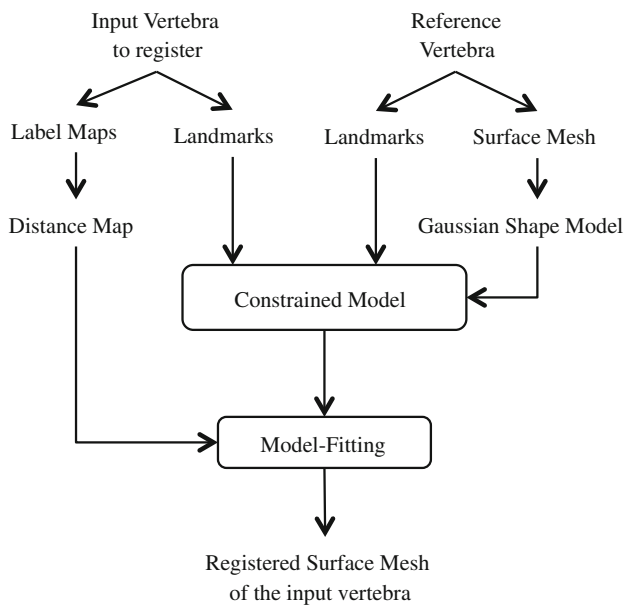 Input Vertebra
to register
Reference
Vertebra
Label Maps
Landmarks
Landmarks
Surface Mesh
Distance Map
Gaussian Shape Model
Constrained Model
Model-Fitting
Registered Surface Mesh
of the input vertebra